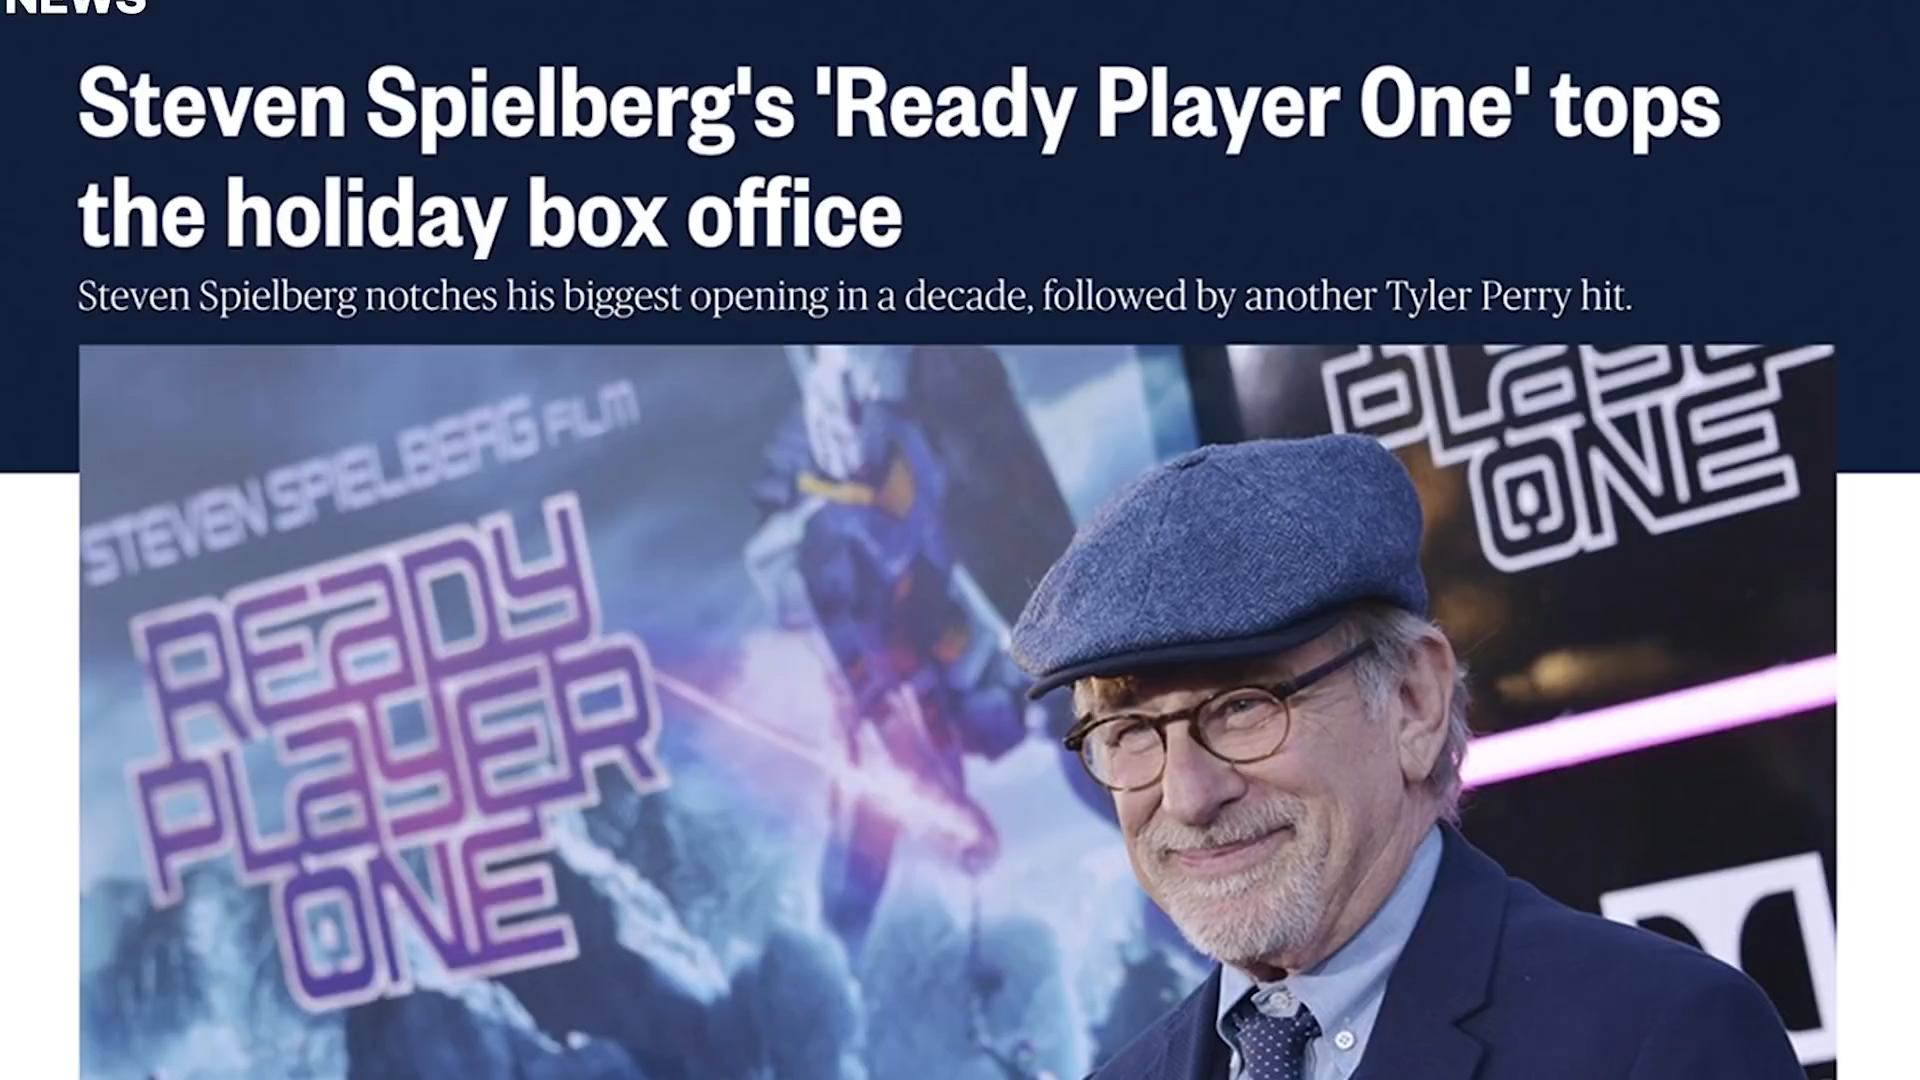 NEWS
Steven Spielberg's 'Ready Player One' tops
the holiday box office
Steven Spielberg notches his biggest opening in a decade, followed by another Tyler Perry hit.
STEVEN SPIELBERG FILM
READY
PLAYER
ONE
PLAYER
ONE